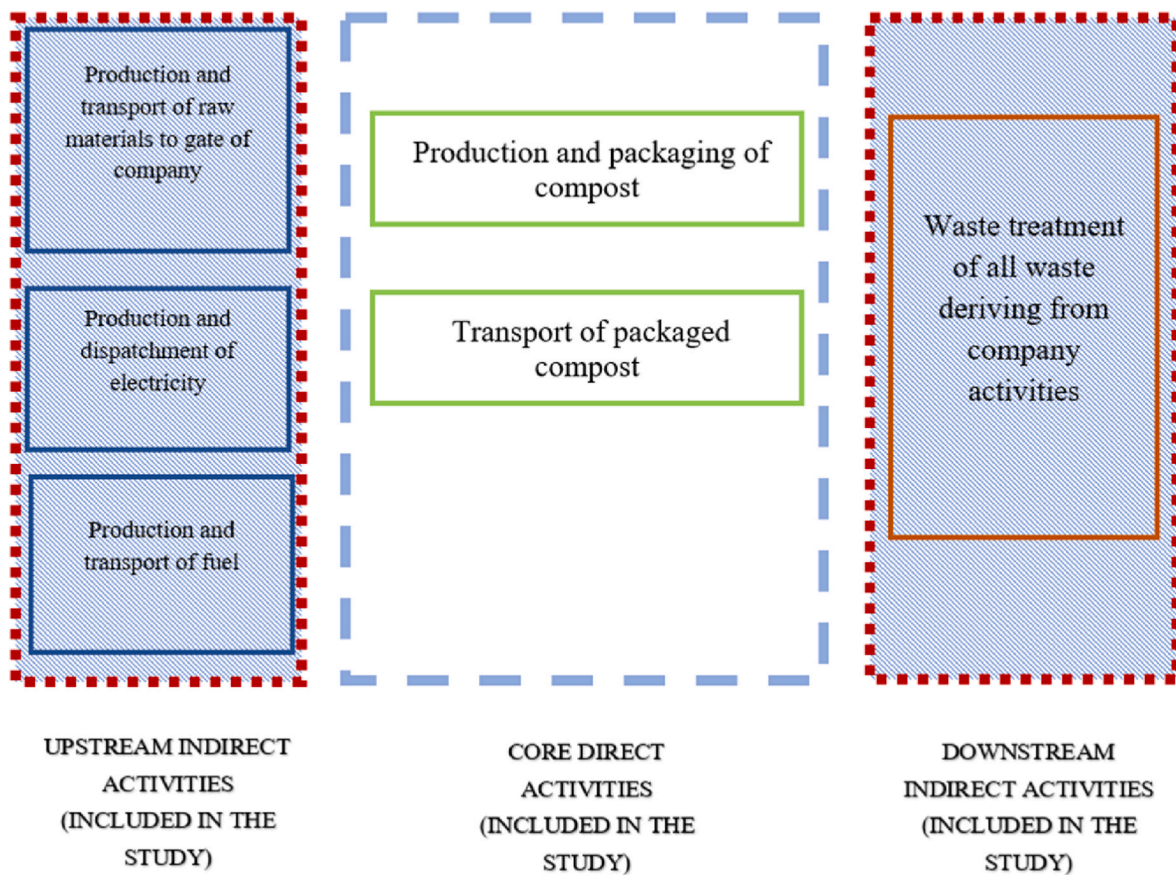 Production and
transport of raw
materials to gate of
company
Production and
dispatchment of
electricity
Production and
transport of fuel
Production and packaging of
compost
Transport of packaged
compost
Waste treatment
of all waste
deriving from
company
activities
UPSTREAM INDIRECT
ACTIVITIES
(INCLUDED IN THE
STUDY)
CORE DIRECT
ACTIVITIES
(INCLUDED IN THE
STUDY)
DOWNSTREAM
INDIRECT ACTIVITIES
(INCLUDED IN THE
STUDY)